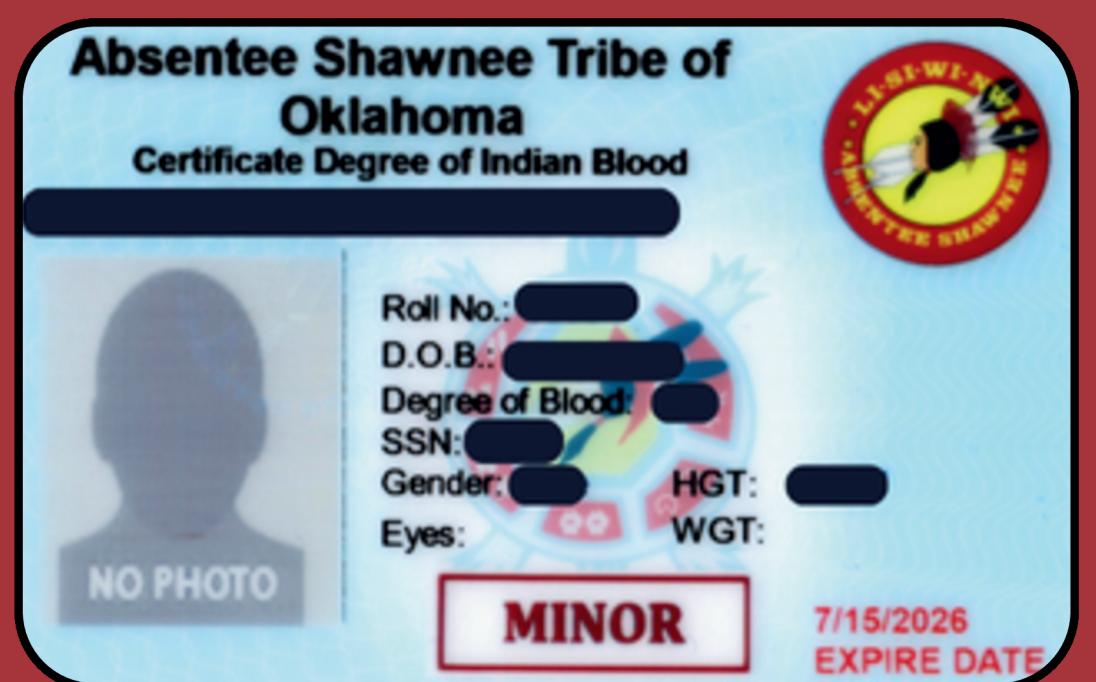 Absentee Shawnee Tribe of
Oklahoma
Certificate Degree of Indian Blood
LI-SI-WI-NWI
ABSENTEE SHAWNEE
Roll No.:
D.O.B.:
Degree of Blood:
SSN:
Gender:
HGT:
Eyes:
WGT:
NO PHOTO
MINOR
7/15/2026
EXPIRE DATE